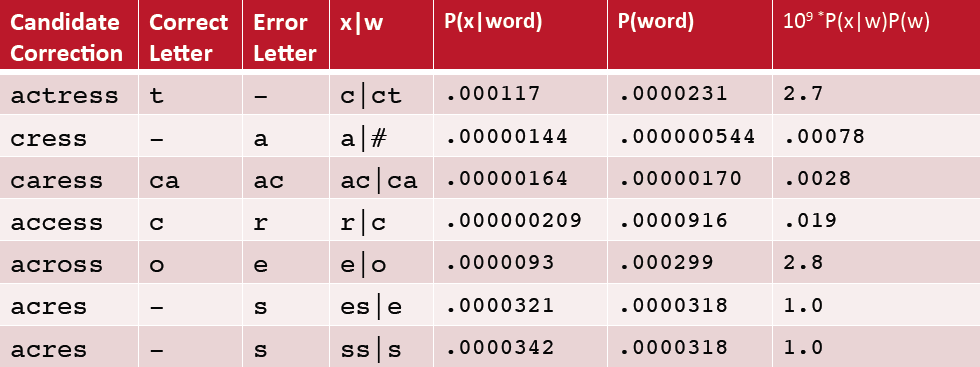 Candidate Correction Correct Letter Error Letter x|w P(x|word) P(word) 10⁹ *P(x|w)P(w)
actress t - c|ct .000117 .0000231 2.7
cress - a a|# .00000144 .000000544 .00078
caress ca ac ac|ca .00000164 .00000170 .0028
access c r r|c .000000209 .0000916 .019
across o e e|o .0000093 .000299 2.8
acres - s es|e .0000321 .0000318 1.0
acres - s ss|s .0000342 .0000318 1.0